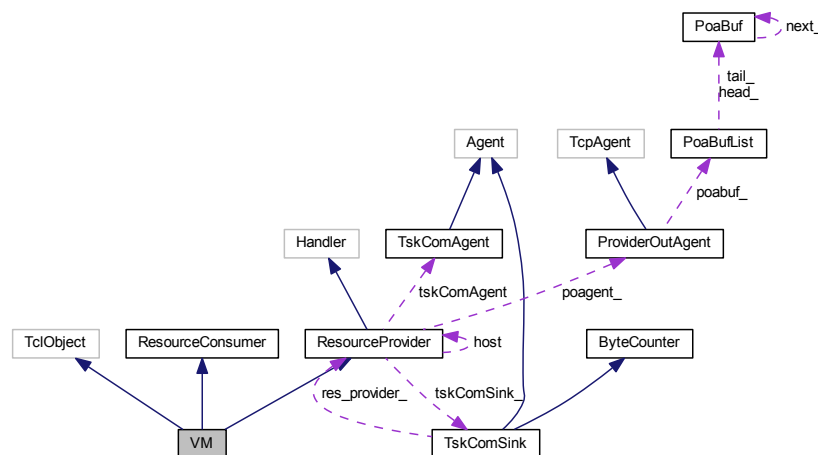 PoaBuf
next_
tail_
head_
Agent
TcpAgent
PoaBufList
poabuf_
Handler
TskComAgent
ProviderOutAgent
tskComAgent
poagent_
TclObject
ResourceConsumer
ResourceProvider
host
ByteCounter
res_provider_
tskComSink_
VM
TskComSink